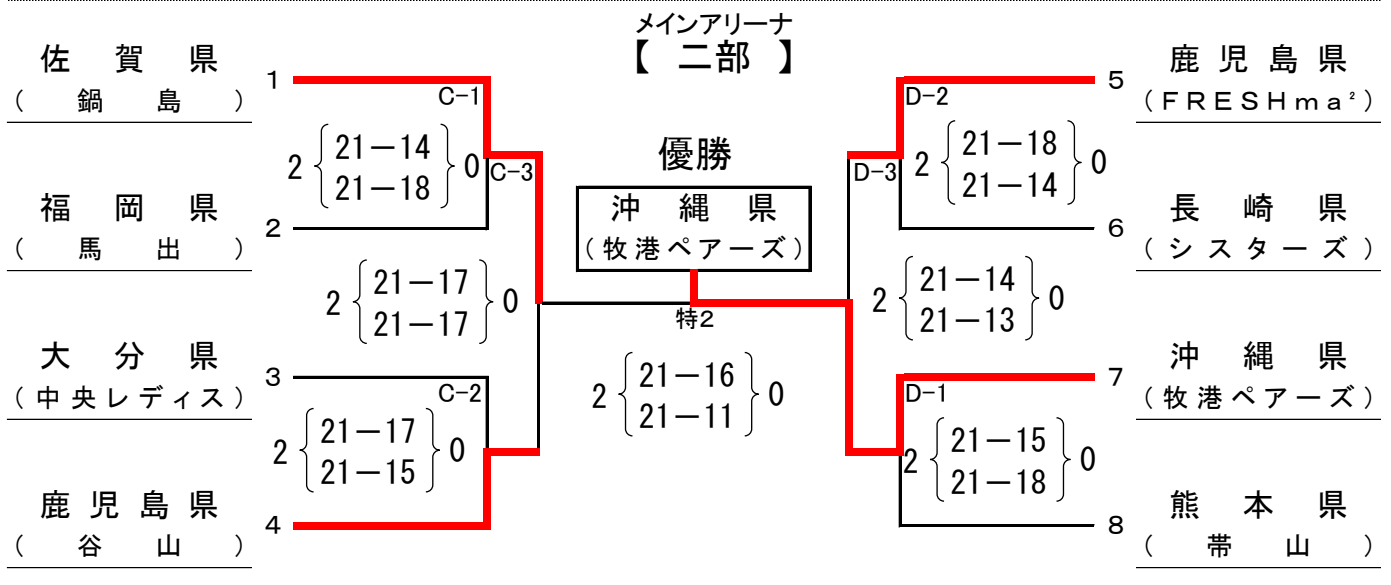 メインアリーナ
【 二部 】
佐賀県
(鍋島)
1
C-1
2 { 21-14 } 0
21-18
C-3
福岡県
(馬出)
2
2 { 21-17 } 0
21-17
大分県
(中央レディス)
3
C-2
2 { 21-17 } 0
21-15
鹿児島県
(谷山)
4
優勝
沖縄県
(牧港ペアーズ)
特2
2 { 21-16 } 0
21-11
D-2
5
鹿児島県
(FRESHma²)
D-3
2 { 21-18 } 0
21-14
6
長崎県
(シスターズ)
2 { 21-14 } 0
21-13
7
沖縄県
(牧港ペアーズ)
D-1
2 { 21-15 } 0
21-18
8
熊本県
(帯山)